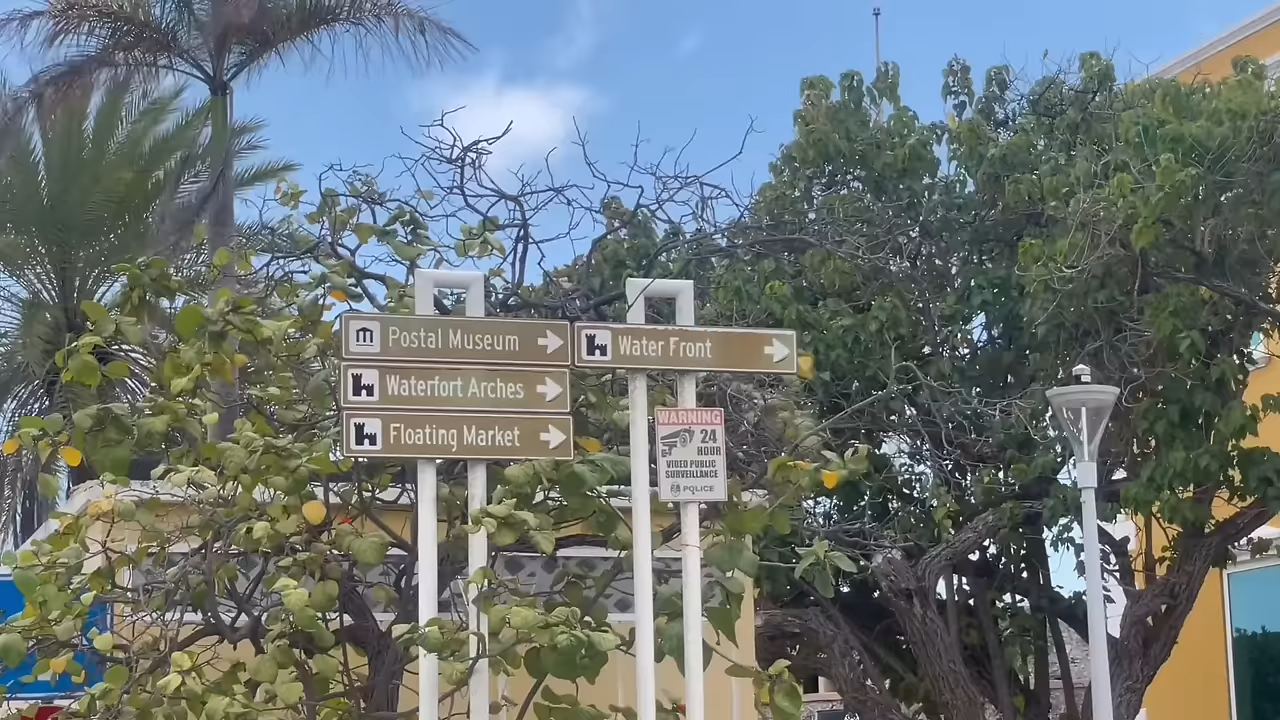 Postal Museum
Waterfort Arches
Floating Market
Water Front
WARNING
24
HOUR
VIDEO PUBLIC
SURVEILLANCE
POLICE